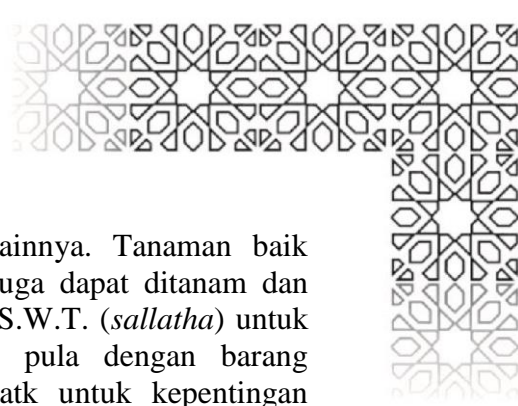 ainnya. Tanaman baik
uga dapat ditanam dan
S.W.T. (sallatha) untuk
pula dengan barang
atk untuk kepentingan